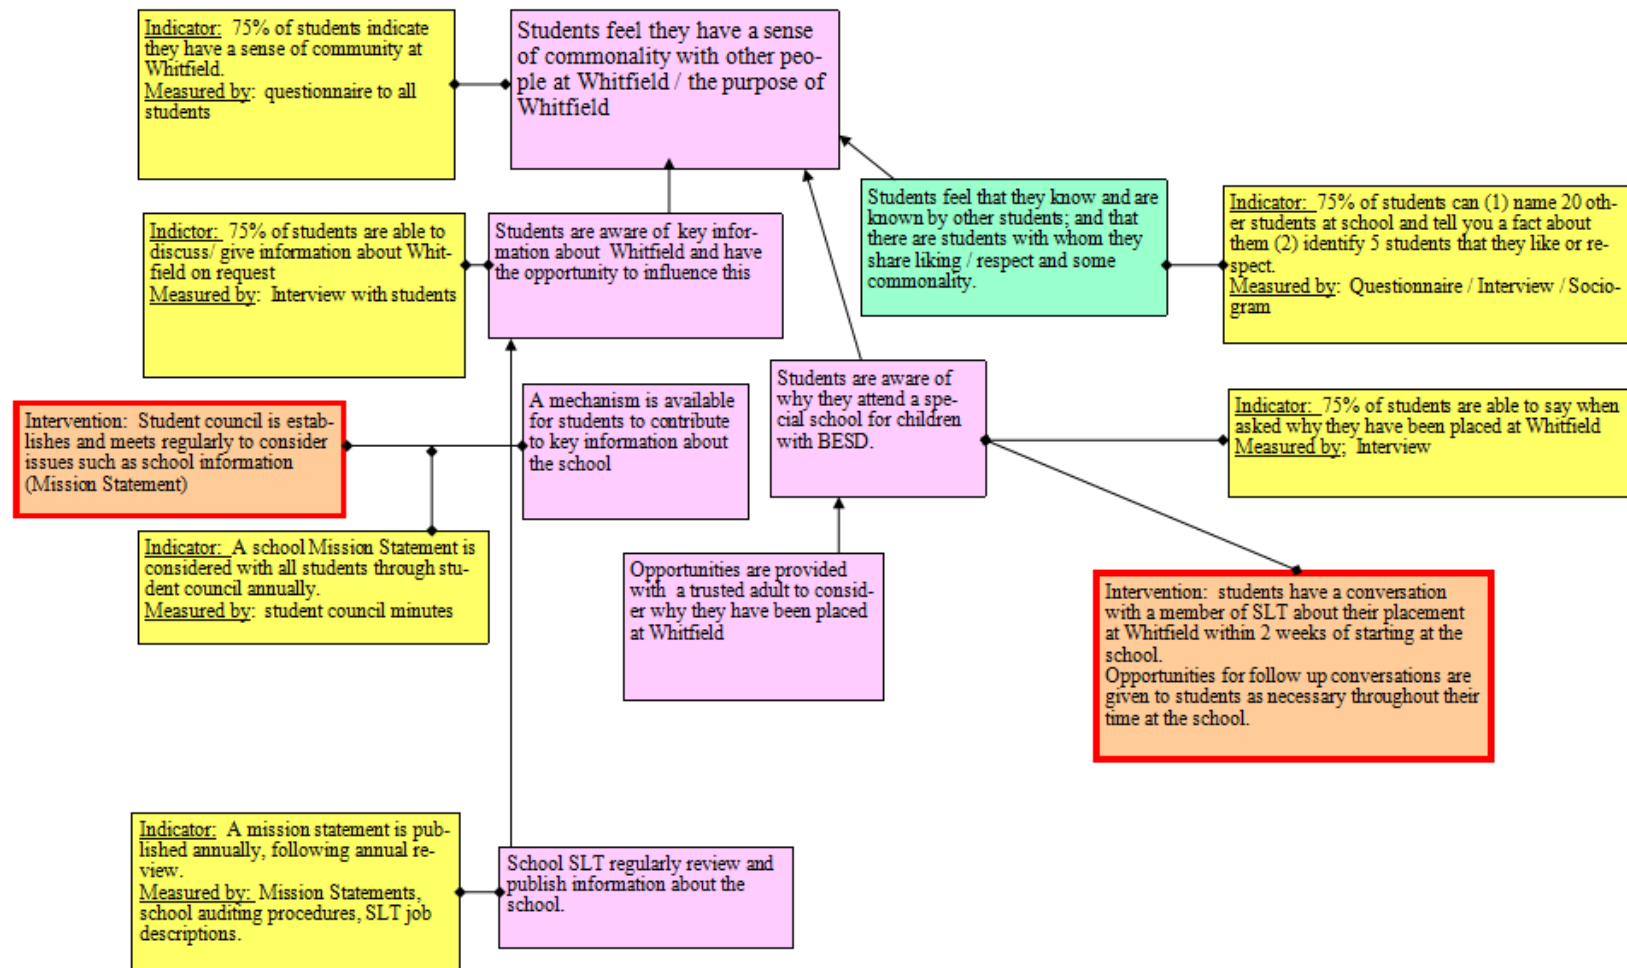 Indicator: 75% of students indicate
they have a sense of community at
Whitfield.
Measured by: questionnaire to all
students
Students feel they have a sense
of commonality with other peo-
ple at Whitfield / the purpose of
Whitfield
Students feel that they know and are
known by other students; and that
there are students with whom they
share liking / respect and some
commonality.
Indicator: 75% of students can (1) name 20 oth-
er students at school and tell you a fact about
them (2) identify 5 students that they like or re-
spect.
Measured by: Questionnaire / Interview / Socio-
gram
Indictor: 75% of students are able to
discuss/ give information about Whit-
field on request
Measured by: Interview with students
Students are aware of key infor-
mation about Whitfield and have
the opportunity to influence this
Students are aware of
why they attend a spe-
cial school for children
with BESD.
Indicator: 75% of students are able to say when
asked why they have been placed at Whitfield
Measured by; Interview
Intervention: Student council is estab-
lishes and meets regularly to consider
issues such as school information
(Mission Statement)
A mechanism is available
for students to contribute
to key information about
the school
Indicator: A school Mission Statement is
considered with all students through stu-
dent council annually.
Measured by: student council minutes
Opportunities are provided
with a trusted adult to consid-
er why they have been placed
at Whitfield
Intervention: students have a conversation
with a member of SLT about their placement
at Whitfield within 2 weeks of starting at the
school.
Opportunities for follow up conversations are
given to students as necessary throughout their
time at the school.
Indicator: A mission statement is pub-
lished annually, following annual re-
view.
Measured by: Mission Statements,
school auditing procedures, SLT job
descriptions.
School SLT regularly review and
publish information about the
school.